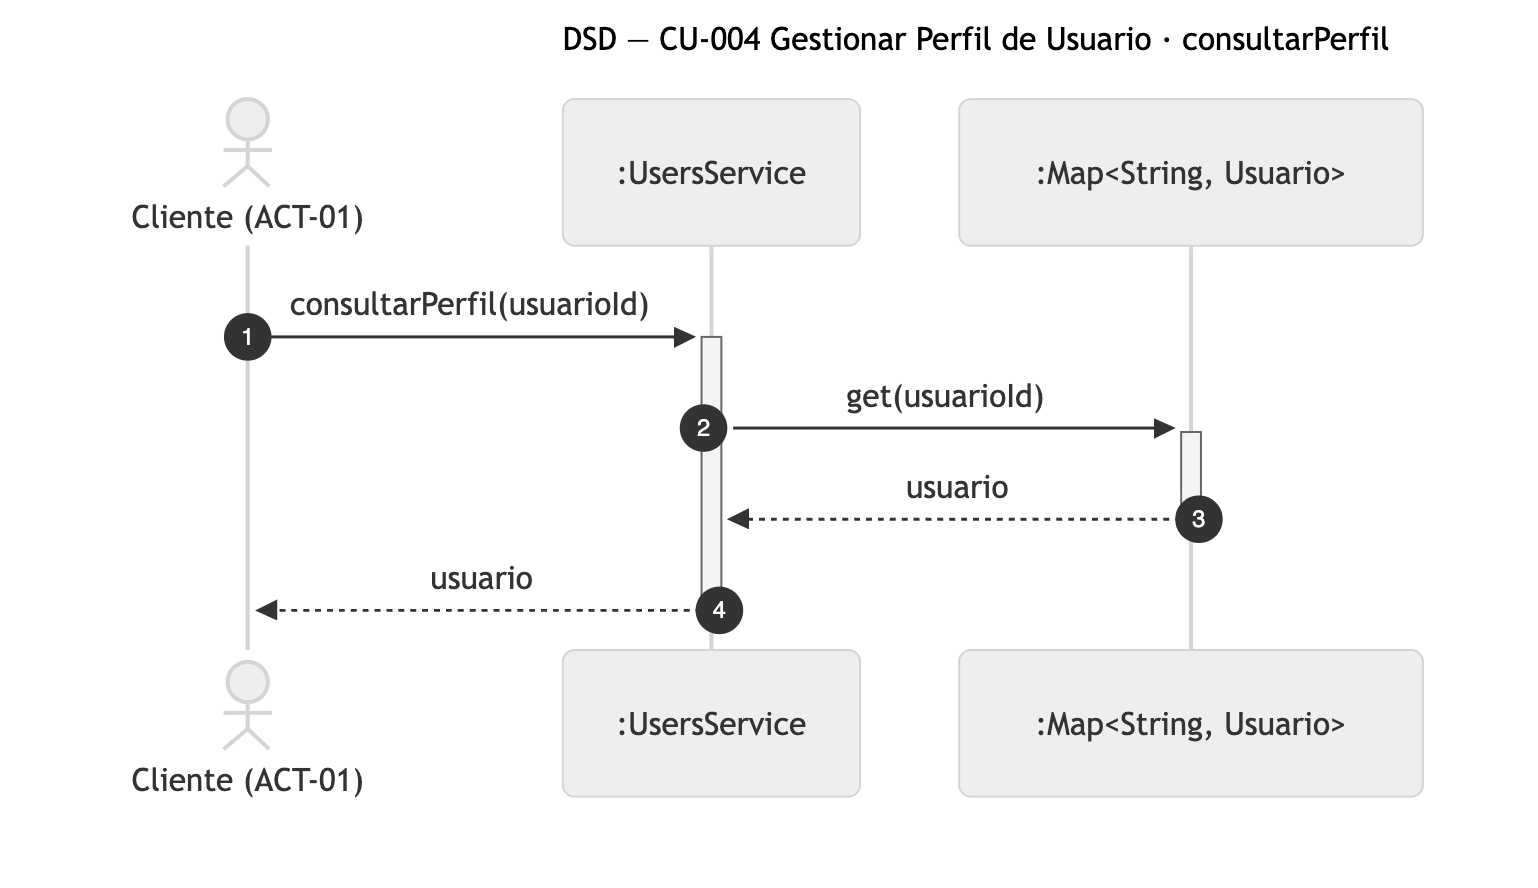 DSD — CU-004 Gestionar Perfil de Usuario · consultarPerfil
Cliente (ACT-01)
:UsersService
:Map<String, Usuario>
consultarPerfil(usuarioId)
1
get(usuarioId)
2
usuario
3
usuario
4
Cliente (ACT-01)
:UsersService
:Map<String, Usuario>